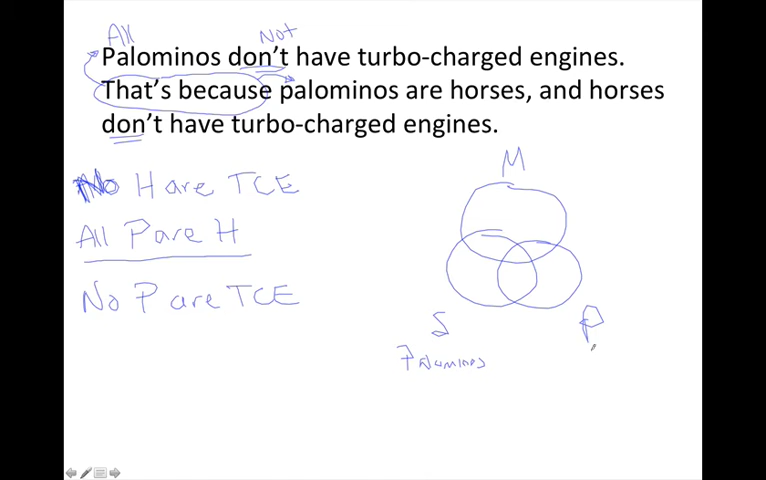 All
Not
Palominos don't have turbo-charged engines.
That's because palominos are horses, and horses
don't have turbo-charged engines.
No H are TCE
All P are H
No P are TCE
M
S
P
Palominos